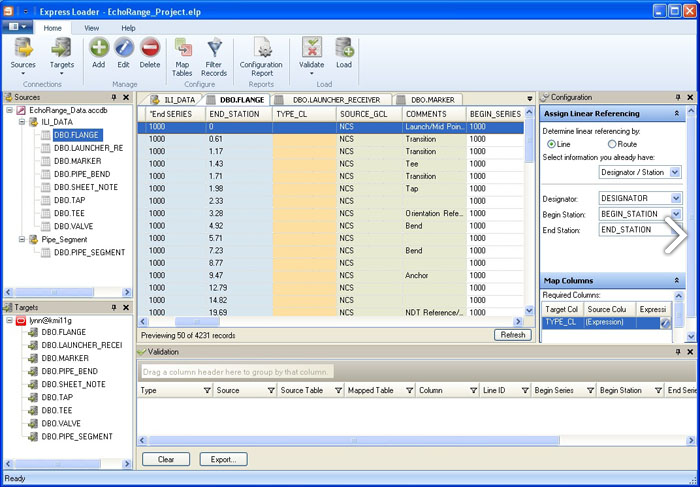 Express Loader - EchoRange_Project.elp
Home View Help
Sources Targets Add Edit Delete Map Tables Filter Records Configuration Report Validate Load
Connections Manage Configure Reports Load
Sources
EchoRange_Data.accdb
ILI_DATA
DBO.FLANGE
DBO.LAUNCHER_RE
DBO.MARKER
DBO.PIPE_BEND
DBO.SHEET_NOTE
DBO.TAP
DBO.TEE
DBO.VALVE
Pipe_Segment
DBO.PIPE_SEGMENT
Targets
lynn@kmi11g
DBO.FLANGE
DBO.LAUNCHER_RECEI
DBO.MARKER
DBO.PIPE_BEND
DBO.SHEET_NOTE
DBO.TAP
DBO.TEE
DBO.VALVE
DBO.PIPE_SEGMENT
ILI_DATA DBO.FLANGE DBO.LAUNCHER_RECEIVER DBO.MARKER
"End SERIES END_STATION TYPE_CL SOURCE_GCL COMMENTS BEGIN_SERIES
1000 0 NCS Launch/Mid Poin... 1000
1000 0.61 NCS Transition 1000
1000 1.17 NCS Transition 1000
1000 1.43 NCS Tee 1000
1000 1.71 NCS Transition 1000
1000 1.98 NCS Tap 1000
1000 2.33 NCS 1000
1000 3.28 NCS Orientation Refe... 1000
1000 4.92 NCS Bend 1000
1000 5.71 NCS 1000
1000 7.23 NCS Bend 1000
1000 8.77 NCS 1000
1000 9.47 NCS Anchor 1000
1000 12.79 NCS 1000
1000 14.82 NCS 1000
1000 19.69 NCS NDT Reference/... 1000
Previewing 50 of 4231 records Refresh
Configuration
Assign Linear Referencing
Determine linear referencing by:
Line Route
Select information you already have:
Designator / Station
Designator: DESIGNATOR
Begin Station: BEGIN_STATION
End Station: END_STATION
Map Columns
Required Columns:
Target Col Source Colu Expressi
TYPE_CL (Expression)
Validation
Drag a column header here to group by that column.
Type Source Source Table Mapped Table Column Line ID Begin Series Begin Station End Serie
Clear Export...
Ready